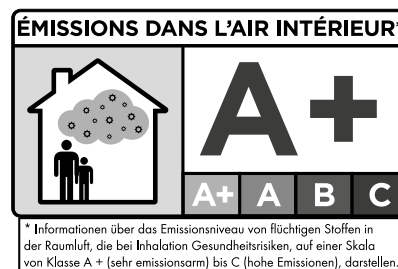 ÉMISSIONS DANS L'AIR INTÉRIEUR*
A+
A+ A B C
* Informationen über das Emissionsniveau von flüchtigen Stoffen in
der Raumluft, die bei Inhalation Gesundheitsrisiken, auf einer Skala
von Klasse A + (sehr emissionsarm) bis C (hohe Emissionen), darstellen.